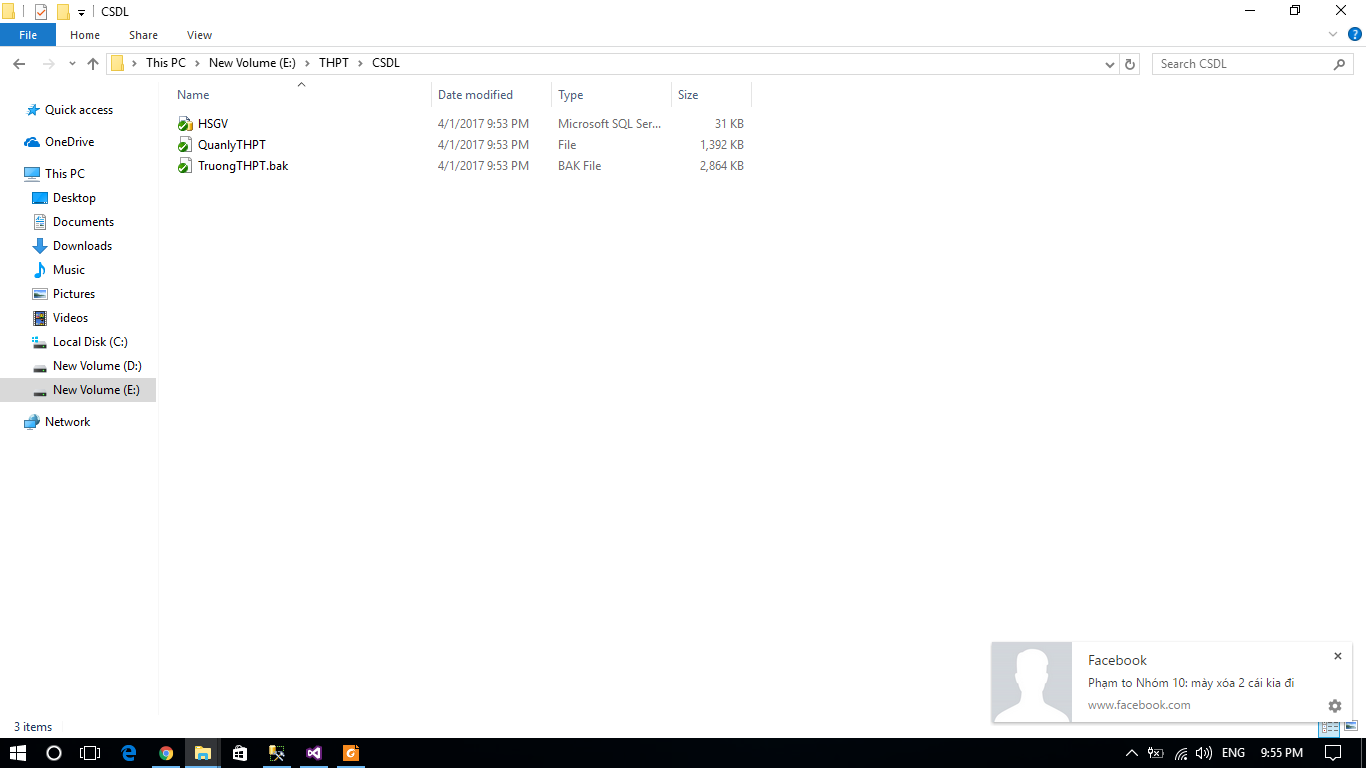 CSDL
File Home Share View
This PC New Volume (E:) THPT CSDL Search CSDL
Name Date modified Type Size
HSGV 4/1/2017 9:53 PM Microsoft SQL Ser... 31 KB
QuanlyTHPT 4/1/2017 9:53 PM File 1,392 KB
TruongTHPT.bak 4/1/2017 9:53 PM BAK File 2,864 KB
Quick access
OneDrive
This PC
Desktop
Documents
Downloads
Music
Pictures
Videos
Local Disk (C:)
New Volume (D:)
New Volume (E:)
Network
Facebook
Phạm to Nhóm 10: mày xóa 2 cái kia đi
www.facebook.com
3 items
ENG 9:55 PM